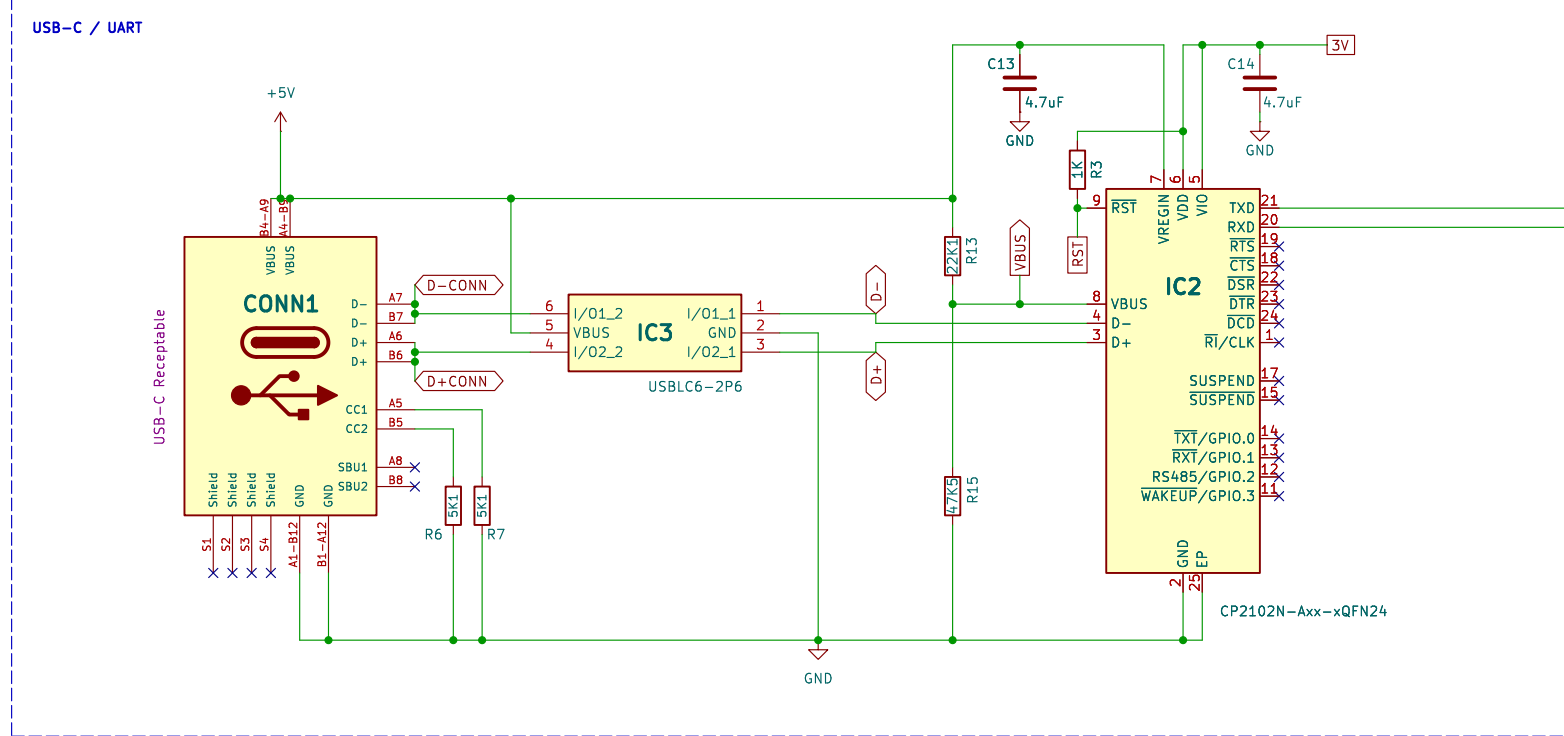 USB-C / UART
+5V
B4-A9
A4-B9
VBUS
VBUS
CONN1
USB-C Receptable
D- A7
D- B7
D+ A6
D+ B6
CC1 A5
CC2 B5
SBU1 A8
SBU2 B8
Shield
Shield
Shield
Shield
GND
GND
S1
S2
S3
S4
A1-B12
B1-A12
D-CONN
D+CONN
R6
5K1
5K1
R7
6 I/O1_2
5 VBUS
4 I/O2_2
IC3
I/O1_1 1
GND 2
I/O2_1 3
USBLC6-2P6
GND
D-
D+
22K1
R13
47K5
R15
VBUS
C13
4.7uF
GND
1K
R3
RST
C14
4.7uF
GND
3V
7
6
5
VREGIN
VDD
VIO
9 RST
8 VBUS
4 D-
3 D+
IC2
TXD 21
RXD 20
RTS 19
CTS 18
DSR 22
DTR 23
DCD 24
RI/CLK 1
SUSPEND 17
SUSPEND 15
TXT/GPIO.0 14
RXT/GPIO.1 13
RS485/GPIO.2 12
WAKEUP/GPIO.3 11
GND
EP
2
25
CP2102N-Axx-xQFN24